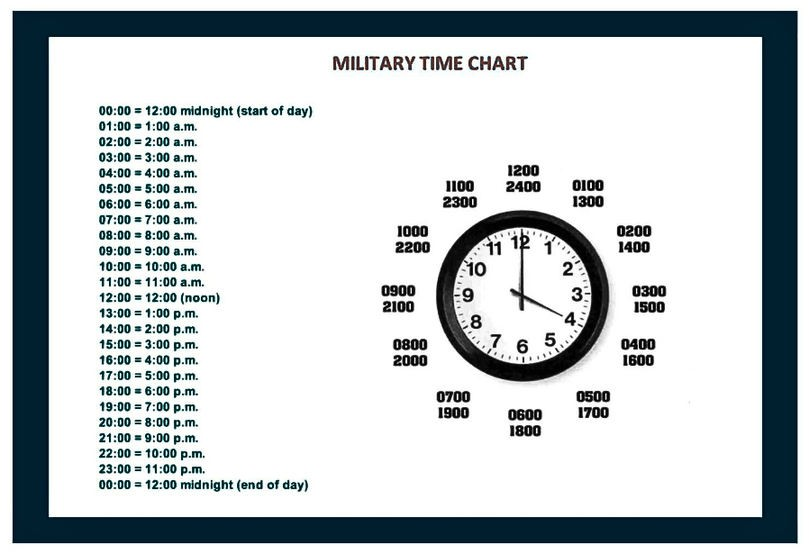 MILITARY TIME CHART
00:00 = 12:00 midnight (start of day)
01:00 = 1:00 a.m.
02:00 = 2:00 a.m.
03:00 = 3:00 a.m.
04:00 = 4:00 a.m.
05:00 = 5:00 a.m.
06:00 = 6:00 a.m.
07:00 = 7:00 a.m.
08:00 = 8:00 a.m.
09:00 = 9:00 a.m.
10:00 = 10:00 a.m.
11:00 = 11:00 a.m.
12:00 = 12:00 (noon)
13:00 = 1:00 p.m.
14:00 = 2:00 p.m.
15:00 = 3:00 p.m.
16:00 = 4:00 p.m.
17:00 = 5:00 p.m.
18:00 = 6:00 p.m.
19:00 = 7:00 p.m.
20:00 = 8:00 p.m.
21:00 = 9:00 p.m.
22:00 = 10:00 p.m.
23:00 = 11:00 p.m.
00:00 = 12:00 midnight (end of day)
1200
2400
0100
1300
0200
1400
0300
1500
0400
1600
0500
1700
0600
1800
0700
1900
0800
2000
0900
2100
1000
2200
1100
2300
12
1
2
3
4
5
6
7
8
9
10
11